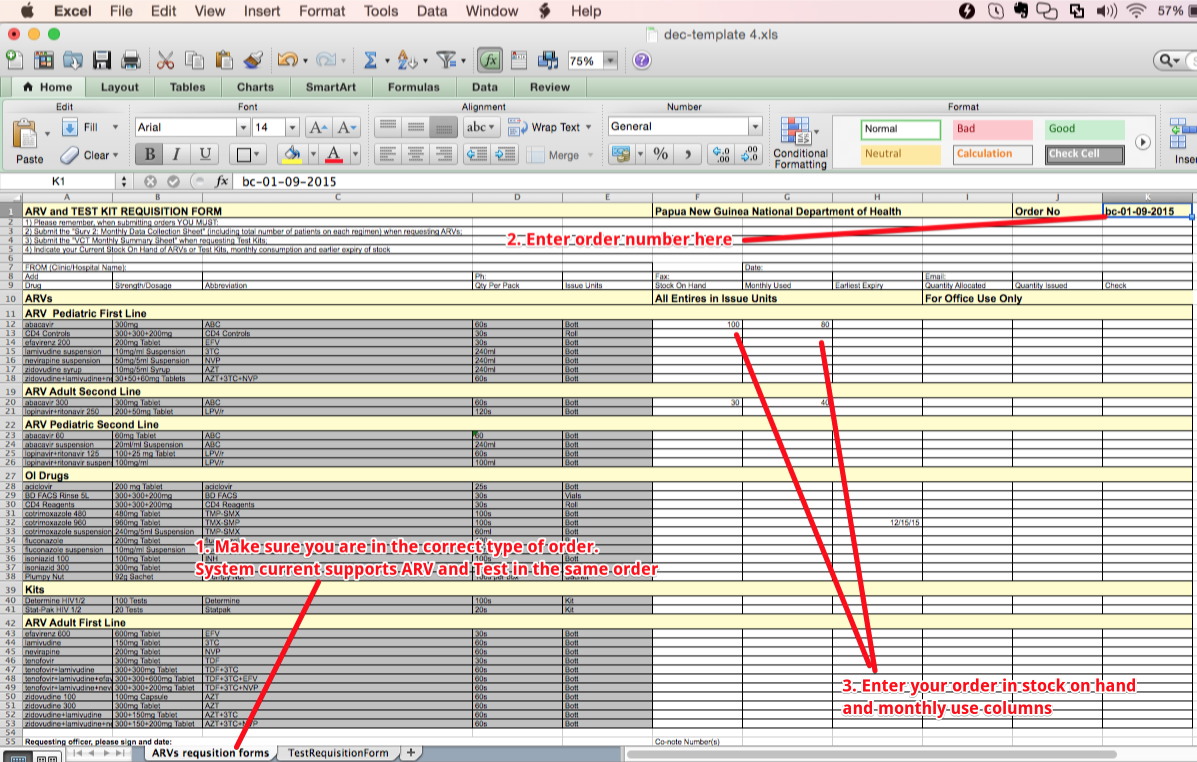 Excel File Edit View Insert Format Tools Data Window Help 57%
dec-template 4.xls
75%
Home Layout Tables Charts SmartArt Formulas Data Review
Edit Font Alignment Number Format
Fill Arial 14 abc Wrap Text General Normal Bad Good
Paste Clear B I U A Merge % Conditional Formatting Neutral Calculation Check Cell Inser
K1 fx bc-01-09-2015
A B C D E F G H I J K
1 ARV and TEST KIT REQUISITION FORM Papua New Guinea National Department of Health Order No bc-01-09-2015
2 1) Please remember, when submitting orders YOU MUST:
3 2) Submit the "Surv 2: Monthly Data Collection Sheet" (including total number of patients on each regimen) when requesting ARVs;
4 3) Submit the "VCT Monthly Summary Sheet" when requesting Test Kits;
2. Enter order number here
5 4) Indicate your Current Stock On Hand of ARVs or Test Kits, monthly consumption and earlier expiry of stock
6
7 FROM (Clinic/Hospital Name): Date:
8 Add Ph: Fax: Email:
9 Drug Strength/Dosage Abbreviation Qty Per Pack Issue Units Stock On Hand Monthly Used Earliest Expiry Quantity Allocated Quantity Issued Check
10 ARVs All Entires in Issue Units For Office Use Only
11 ARV Pediatric First Line
12 abacavir 300mg ABC 60s Bott 100 80
13 CD4 Controls 300+300+200mg CD4 Controls 30s Roll
14 efavirenz 200 200mg Tablet EFV 30s Bott
15 lamivudine suspension 10mg/ml Suspension 3TC 240ml Bott
16 nevirapine suspension 50mg/5ml Suspension NVP 240ml Bott
17 zidovudine syrup 10mg/5ml Syrup AZT 240ml Bott
18 zidovudine+lamivudine+ne 30+50+60mg Tablets AZT+3TC+NVP 60s Bott
19 ARV Adult Second Line
20 abacavir 300 300mg Tablet ABC 60s Bott 30 40
21 lopinavir+ritonavir 250 200+50mg Tablet LPV/r 120s Bott
22 ARV Pediatric Second Line
23 abacavir 60 60mg Tablet ABC 60 Bott
24 abacavir suspension 20ml/ml Suspension ABC 240ml Bott
25 lopinavir+ritonavir 125 100+25 mg Tablet LPV/r 60s Bott
26 lopinavir+ritonavir suspen 100mg/ml LPV/r 100ml Bott
27 OI Drugs
28 aciclovir 200 mg Tablet aciclovir 25s Bott
29 BD FACS Rinse 5L 300+300+200mg BD FACS 30s Vials
30 CD4 Reagents 300+300+200mg CD4 Reagents 30s Roll
31 cotrimoxazole 480 480mg Tablet TMP-SMX 100s Bott
32 cotrimoxazole 960 960mg Tablet TMX-SMP 100s Bott 12/15/15
33 cotrimoxazole suspension 240mg/5ml Suspension TMP-SMX 60ml Bott
34 fluconazole 200mg Tablet Bott
1. Make sure you are in the correct type of order.
35 fluconazole suspension 10mg/ml Suspension Bott
36 isoniazid 100 100mg Tablet INH 100s Bott
System current supports ARV and Test in the same order
37 isoniazid 300 300mg Tablet Bott
38 Plumpy Nut 92g Sachet Sachet
39 Kits
40 Determine HIV1/2 100 Tests Determine 100s Kit
41 Stat-Pak HIV 1/2 20 Tests Statpak 20s Kit
42 ARV Adult First Line
43 efavirenz 600 600mg Tablet EFV 30s Bott
44 lamivudine 150mg Tablet 3TC 60s Bott
45 nevirapine 200mg Tablet NVP 60s Bott
46 tenofovir 300mg Tablet TDF 30s Bott
47 tenofovir+lamivudine 300+300mg Tablet TDF+3TC 60s Bott
48 tenofovir+lamivudine+efav 300+300+600mg Tablet TDF+3TC+EFV 60s Bott
3. Enter your order in stock on hand
49 tenofovir+lamivudine+nevi 300+300+200mg Tablet TDF+3TC+NVP 60s Bott
50 zidovudine 100 100mg Capsule AZT 60s Bott
and monthly use columns
51 zidovudine 300 300mg Tablet AZT 60s Bott
52 zidovudine+lamivudine 300+150mg Tablet AZT+3TC 60s Bott
53 zidovudine+lamivudine+ne 300+150+200mg Tablet AZT+3TC+NVP 60s Bott
54
55 Requesting officer, please sign and date: Co-note Number(s)
ARVs requsition forms TestRequisitionForm +